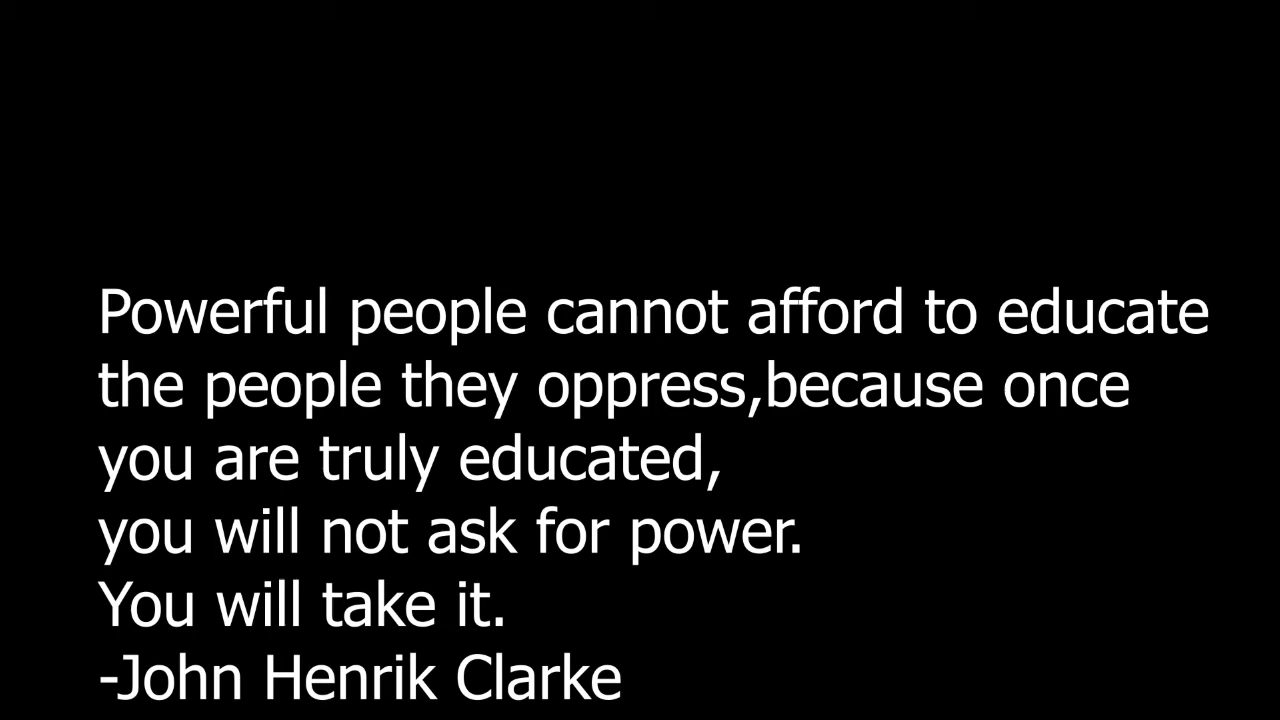 Powerful people cannot afford to educate
the people they oppress,because once
you are truly educated,
you will not ask for power.
You will take it.
-John Henrik Clarke